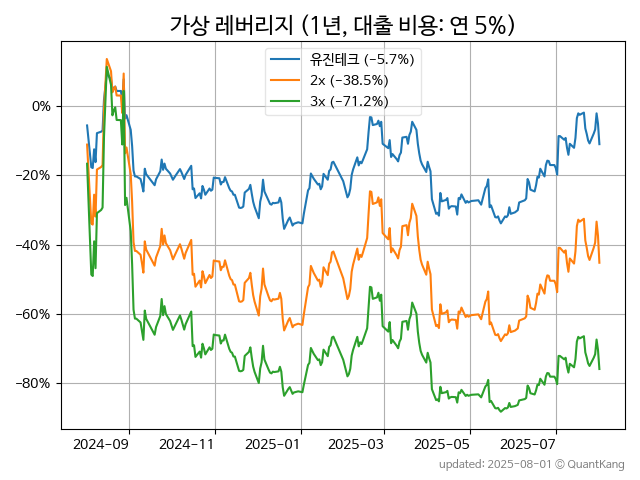 가상 레버리지 (1년, 대출 비용: 연 5%)
유진테크 (−5.7%)
2x (−38.5%)
3x (−71.2%)
0%
−20%
−40%
−60%
−80%
2024-09
2024-11
2025-01
2025-03
2025-05
2025-07
updated: 2025-08-01 © QuantKang